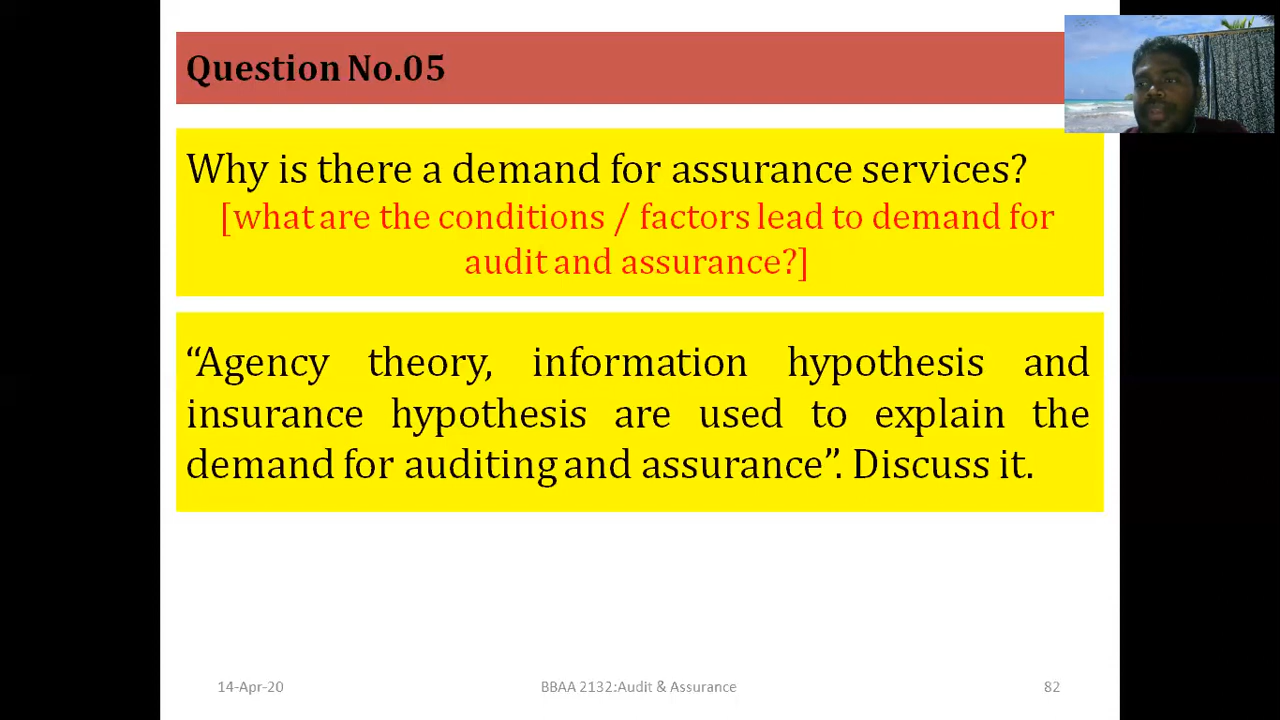 Question No.05
Why is there a demand for assurance services?
[what are the conditions / factors lead to demand for
audit and assurance?]
“Agency theory, information hypothesis and
insurance hypothesis are used to explain the
demand for auditing and assurance”. Discuss it.
14-Apr-20
BBAA 2132:Audit & Assurance
82